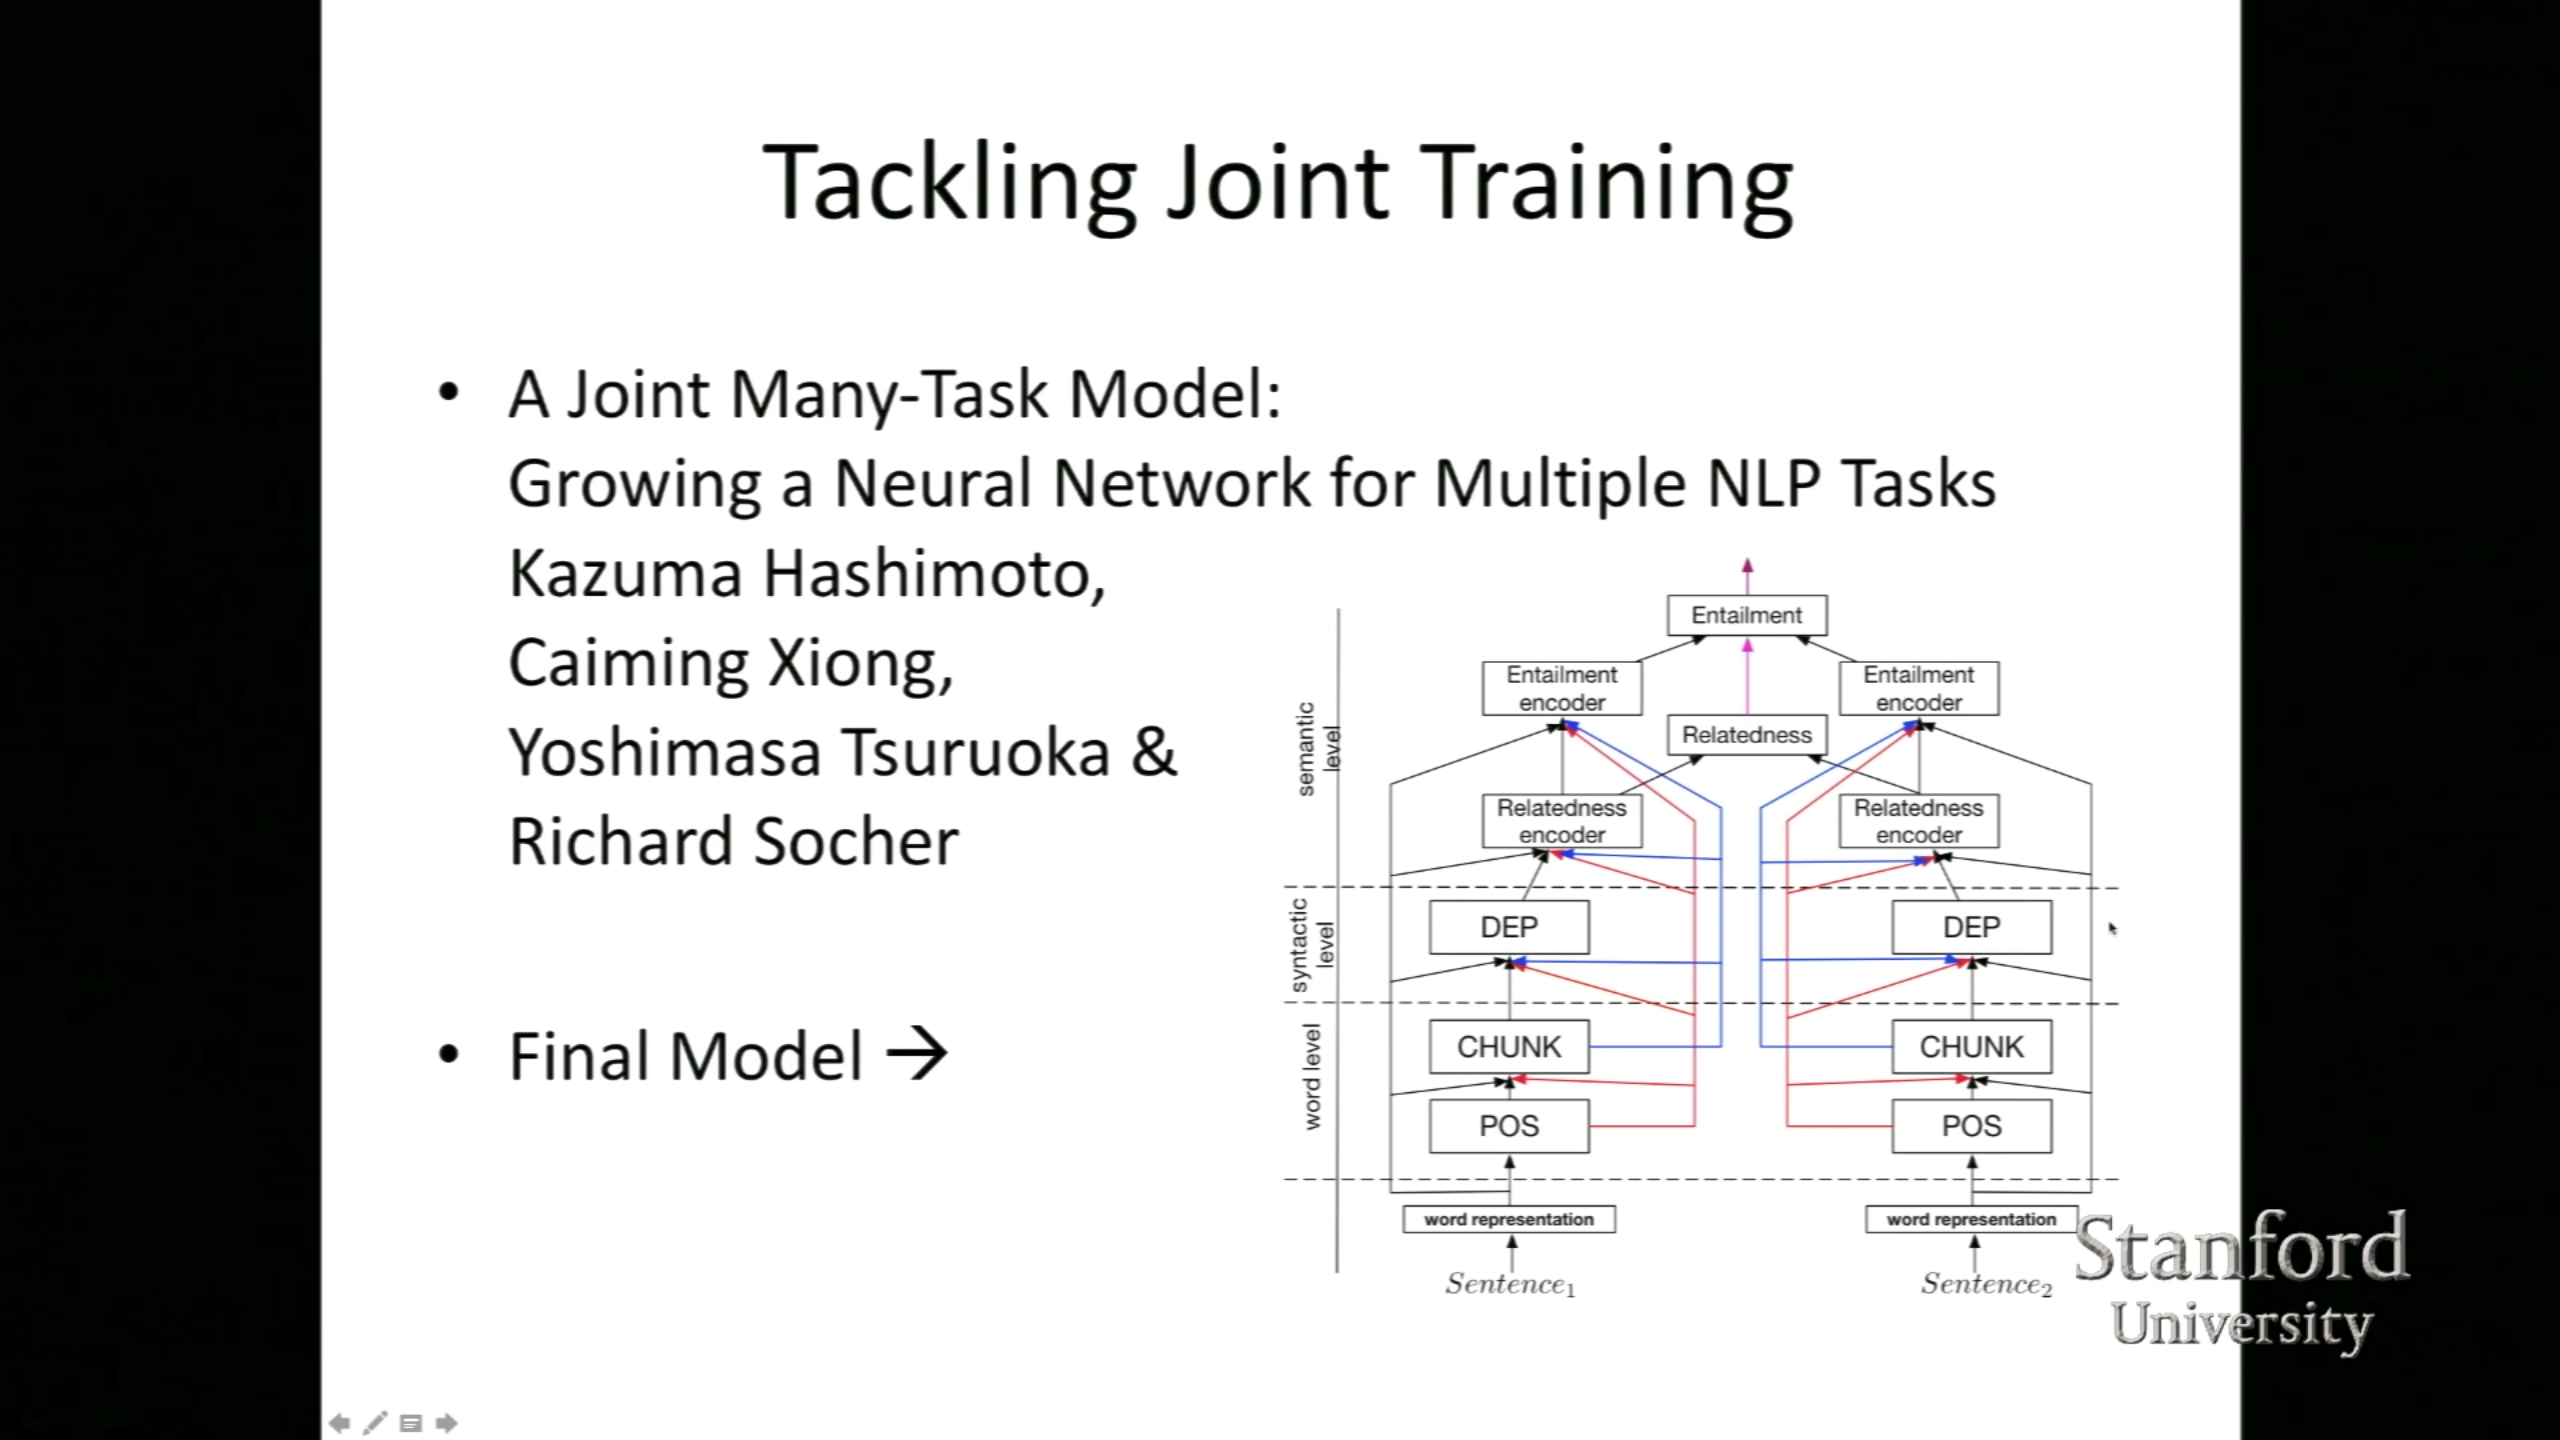 Tackling Joint Training
• A Joint Many-Task Model:
Growing a Neural Network for Multiple NLP Tasks
Kazuma Hashimoto,
Caiming Xiong,
Yoshimasa Tsuruoka &
Richard Socher
• Final Model →
Entailment
Entailment
encoder
Entailment
encoder
Relatedness
Relatedness
encoder
Relatedness
encoder
semantic
level
DEP
DEP
syntactic
level
CHUNK
CHUNK
POS
POS
word level
word representation
word representation
Sentence₁
Sentence₂
Stanford
University